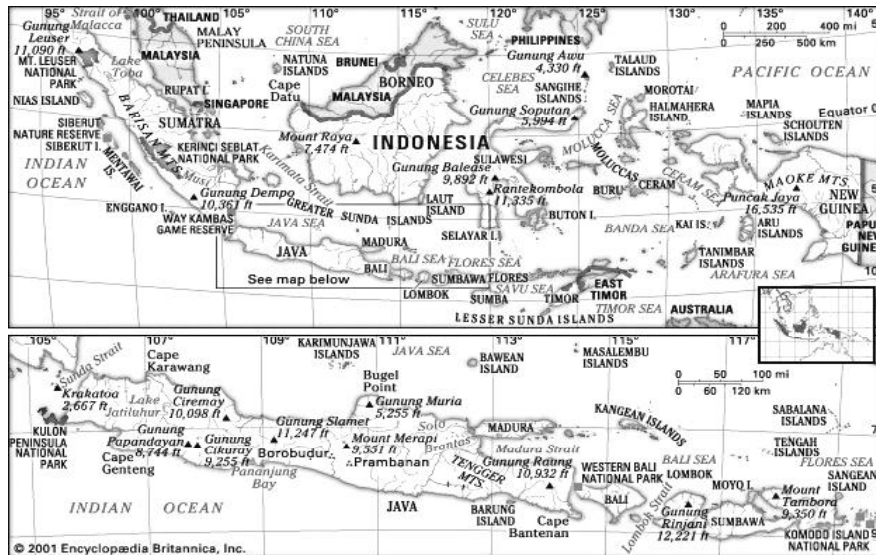 95°
100°
105°
110°
115°
120°
125°
130°
135°
140°
Strait of
Malacca
THAILAND
MALAY
PENINSULA
SOUTH
CHINA SEA
SULU
SEA
PHILIPPINES
0 200 400 mi
0 250 500 km
Gunung
Leuser
11,090 ft
MT. LEUSER
NATIONAL
PARK
Lake
Toba
MALAYSIA
NATUNA
ISLANDS
BRUNEI
BORNEO
MALAYSIA
Gunung Awu
4,330 ft
CELEBES
SEA
TALAUD
ISLANDS
SANGIHE
ISLANDS
PACIFIC OCEAN
NIAS ISLAND
RUPAT I.
SINGAPORE
Cape
Datu
MOROTAI
HALMAHERA
ISLAND
MAPIA
ISLANDS
Equator 0
SUMATRA
BARISAN MTS.
Gunung Soputan
5,994 ft
MOLUCCA SEA
SCHOUTEN
ISLANDS
SIBERUT
NATURE RESERVE
SIBERUT I.
Mount Raya
7,474 ft
INDONESIA
KERINCI SEBLAT
NATIONAL PARK
Karimata Strait
Gunung Balease
9,892 ft
SULAWESI
MOLUCCAS
CERAM SEA
MENTAWAI
IS.
INDIAN
OCEAN
Musi
Rantekombola
11,335 ft
BURU
CERAM
MAOKE MTS.
Puncak Jaya
16,535 ft
NEW
GUINEA
Gunung Dempo
10,361 ft
ENGGANO I.
WAY KAMBAS
GAME RESERVE
GREATER SUNDA ISLANDS
LAUT
ISLAND
BUTON I.
SELAYAR I.
BANDA SEA
KAI IS.
ARU
ISLANDS
PAPUA
NEW
GUINEA
JAVA SEA
JAVA
MADURA
BALI
BALI SEA
FLORES SEA
TANIMBAR
ISLANDS
ARAFURA SEA
10
See map below
LOMBOK
SUMBAWA
FLORES
SAVU SEA
SUMBA
TIMOR
EAST
TIMOR
TIMOR SEA
LESSER SUNDA ISLANDS
AUSTRALIA
105°
107°
109°
111°
113°
115°
117°
KARIMUNJAWA
ISLANDS
JAVA SEA
BAWEAN
ISLAND
MASALEMBU
ISLANDS
0 50 100 mi
0 60 120 km
Sunda Strait
Krakatoa
2,667 ft
Cape
Karawang
Lake
Jatiluhur
Gunung
Ciremay
10,098 ft
Bugel
Point
Gunung Muria
5,255 ft
KANGEAN ISLANDS
SABALANA
ISLANDS
KULON
PENINSULA
NATIONAL
PARK
Gunung
Papandayan
8,744 ft
Gunung
Cikuray
9,255 ft
Cape
Genteng
Gunung Slamet
11,247 ft
Borobudur
Mount Merapi
9,551 ft
Prambanan
Pananjung
Bay
Solo
Brantas
MADURA
Madura Strait
TENGGER
MTS.
Gunung Raung
10,932 ft
WESTERN BALI
NATIONAL PARK
BALI SEA
TENGAH
ISLANDS
FLORES SEA
SANGEAN
ISLAND
INDIAN OCEAN
JAVA
BARUNG
ISLAND
Cape
Bantenan
BALI
Lombok Strait
LOMBOK
Gunung
Rinjani
12,221 ft
MOYO I.
SUMBAWA
Mount
Tambora
9,350 ft
KOMODO ISLAND
NATIONAL PARK
© 2001 Encyclopædia Britannica, Inc.